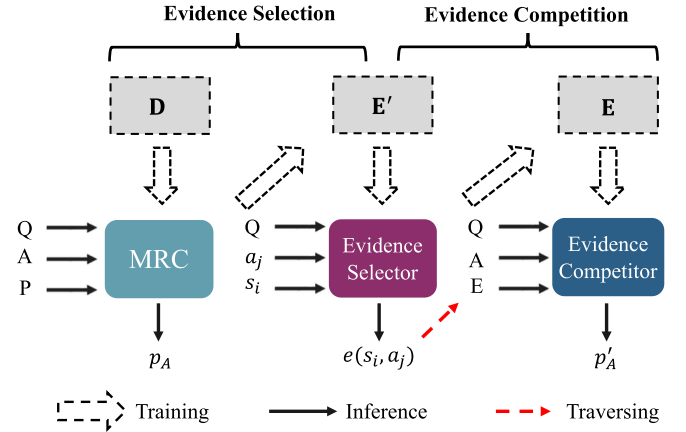 Evidence Selection Evidence Competition
D E′ E
Q Q Q
MRC Evidence Selector Evidence Competitor
A a_j A
P s_i E
p_A e(s_i, a_j) p′_A
Training Inference Traversing